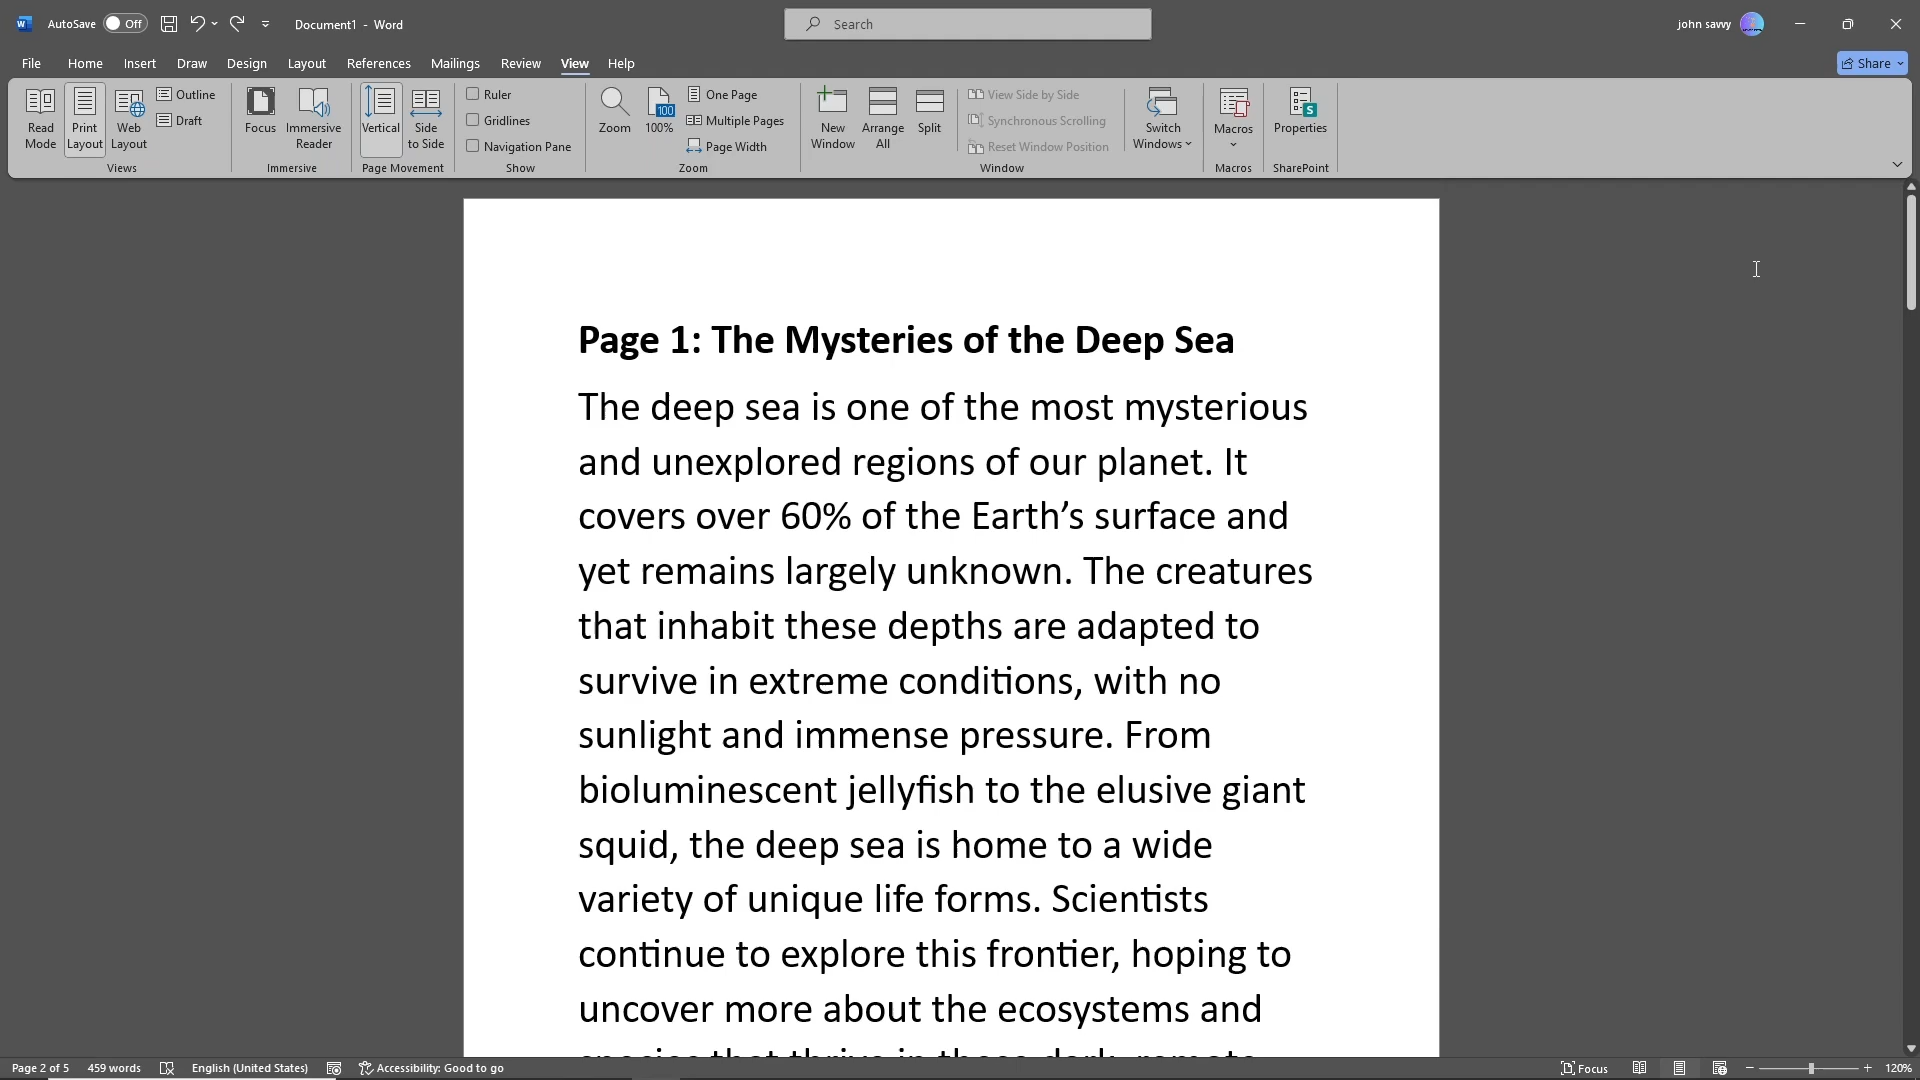 AutoSave Off Document1 - Word Search john savvy
File Home Insert Draw Design Layout References Mailings Review View Help Share
Read Mode
Print Layout
Web Layout
Outline
Draft
Views
Focus
Immersive Reader
Immersive
Vertical
Side to Side
Page Movement
Ruler
Gridlines
Navigation Pane
Show
Zoom
100
100%
One Page
Multiple Pages
Page Width
Zoom
New Window
Arrange All
Split
View Side by Side
Synchronous Scrolling
Reset Window Position
Switch Windows
Window
Macros
Macros
Properties
SharePoint
Page 1: The Mysteries of the Deep Sea
The deep sea is one of the most mysterious
and unexplored regions of our planet. It
covers over 60% of the Earth’s surface and
yet remains largely unknown. The creatures
that inhabit these depths are adapted to
survive in extreme conditions, with no
sunlight and immense pressure. From
bioluminescent jellyfish to the elusive giant
squid, the deep sea is home to a wide
variety of unique life forms. Scientists
continue to explore this frontier, hoping to
uncover more about the ecosystems and
species that thrive in these dark, remote
Page 2 of 5 459 words English (United States) Accessibility: Good to go Focus 120%